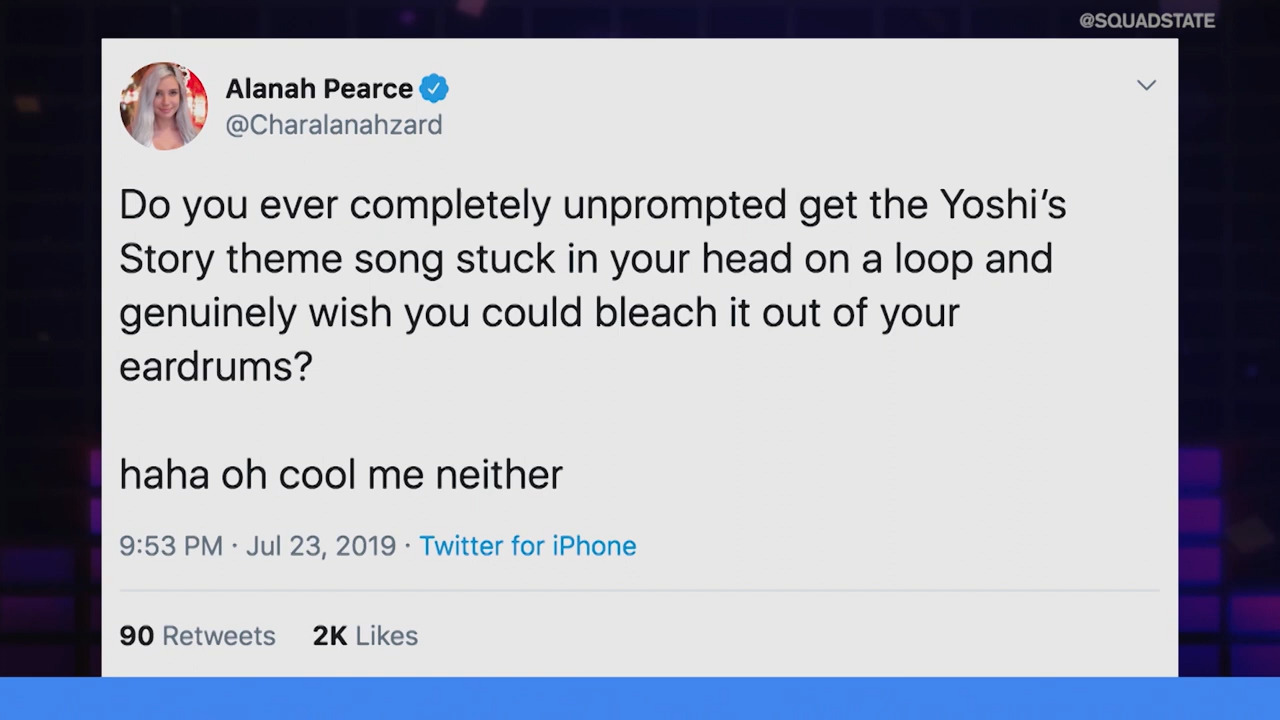 @SQUADSTATE
Alanah Pearce
@Charalanahzard
Do you ever completely unprompted get the Yoshi’s
Story theme song stuck in your head on a loop and
genuinely wish you could bleach it out of your
eardrums?
haha oh cool me neither
9:53 PM · Jul 23, 2019 · Twitter for iPhone
90 Retweets 2K Likes